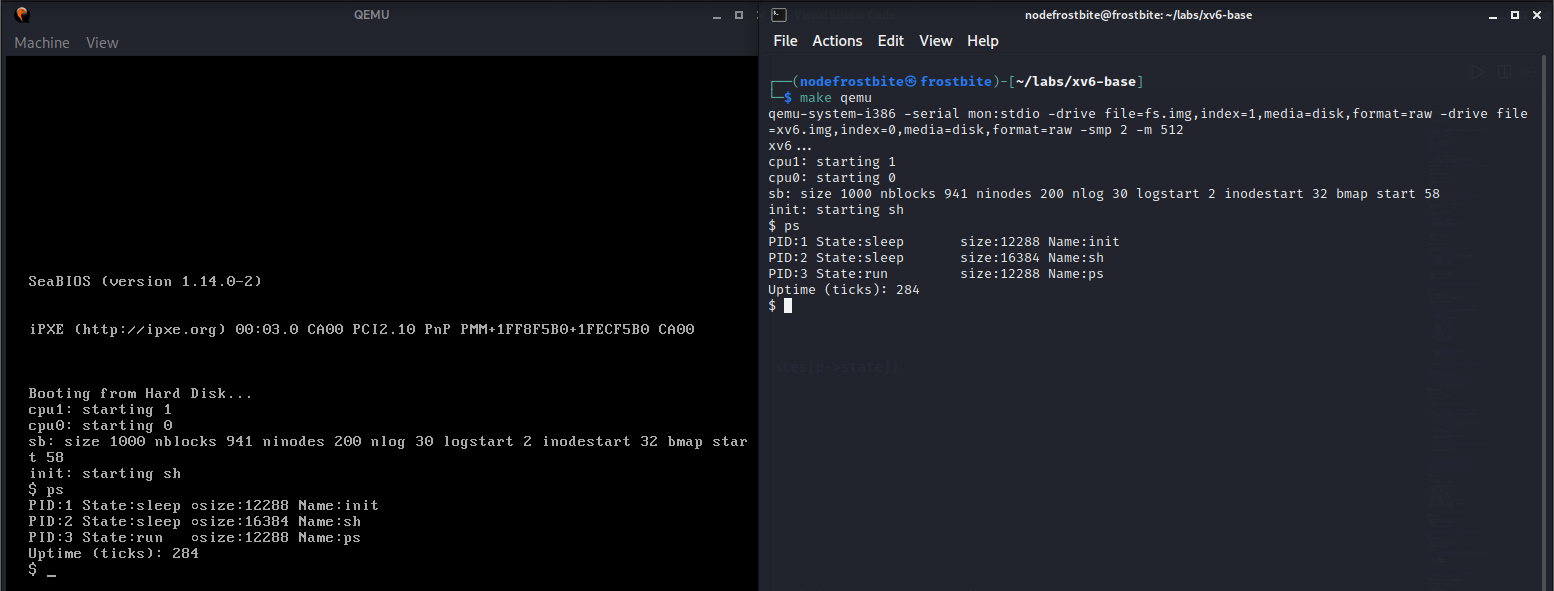 QEMU
Machine View
SeaBIOS (version 1.14.0-2)
iPXE (http://ipxe.org) 00:03.0 CA00 PCI2.10 PnP PMM+1FF8F5B0+1FECF5B0 CA00
Booting from Hard Disk...
cpu1: starting 1
cpu0: starting 0
sb: size 1000 nblocks 941 ninodes 200 nlog 30 logstart 2 inodestart 32 bmap star
t 58
init: starting sh
$ ps
PID:1 State:sleep ○size:12288 Name:init
PID:2 State:sleep ○size:16384 Name:sh
PID:3 State:run   ○size:12288 Name:ps
Uptime (ticks): 284
$ _
nodefrostbite@frostbite: ~/labs/xv6-base
File Actions Edit View Help
┌──(nodefrostbite㉿frostbite)-[~/labs/xv6-base]
└─$ make qemu
qemu-system-i386 -serial mon:stdio -drive file=fs.img,index=1,media=disk,format=raw -drive file
=xv6.img,index=0,media=disk,format=raw -smp 2 -m 512
xv6...
cpu1: starting 1
cpu0: starting 0
sb: size 1000 nblocks 941 ninodes 200 nlog 30 logstart 2 inodestart 32 bmap start 58
init: starting sh
$ ps
PID:1 State:sleep       size:12288 Name:init
PID:2 State:sleep       size:16384 Name:sh
PID:3 State:run         size:12288 Name:ps
Uptime (ticks): 284
$